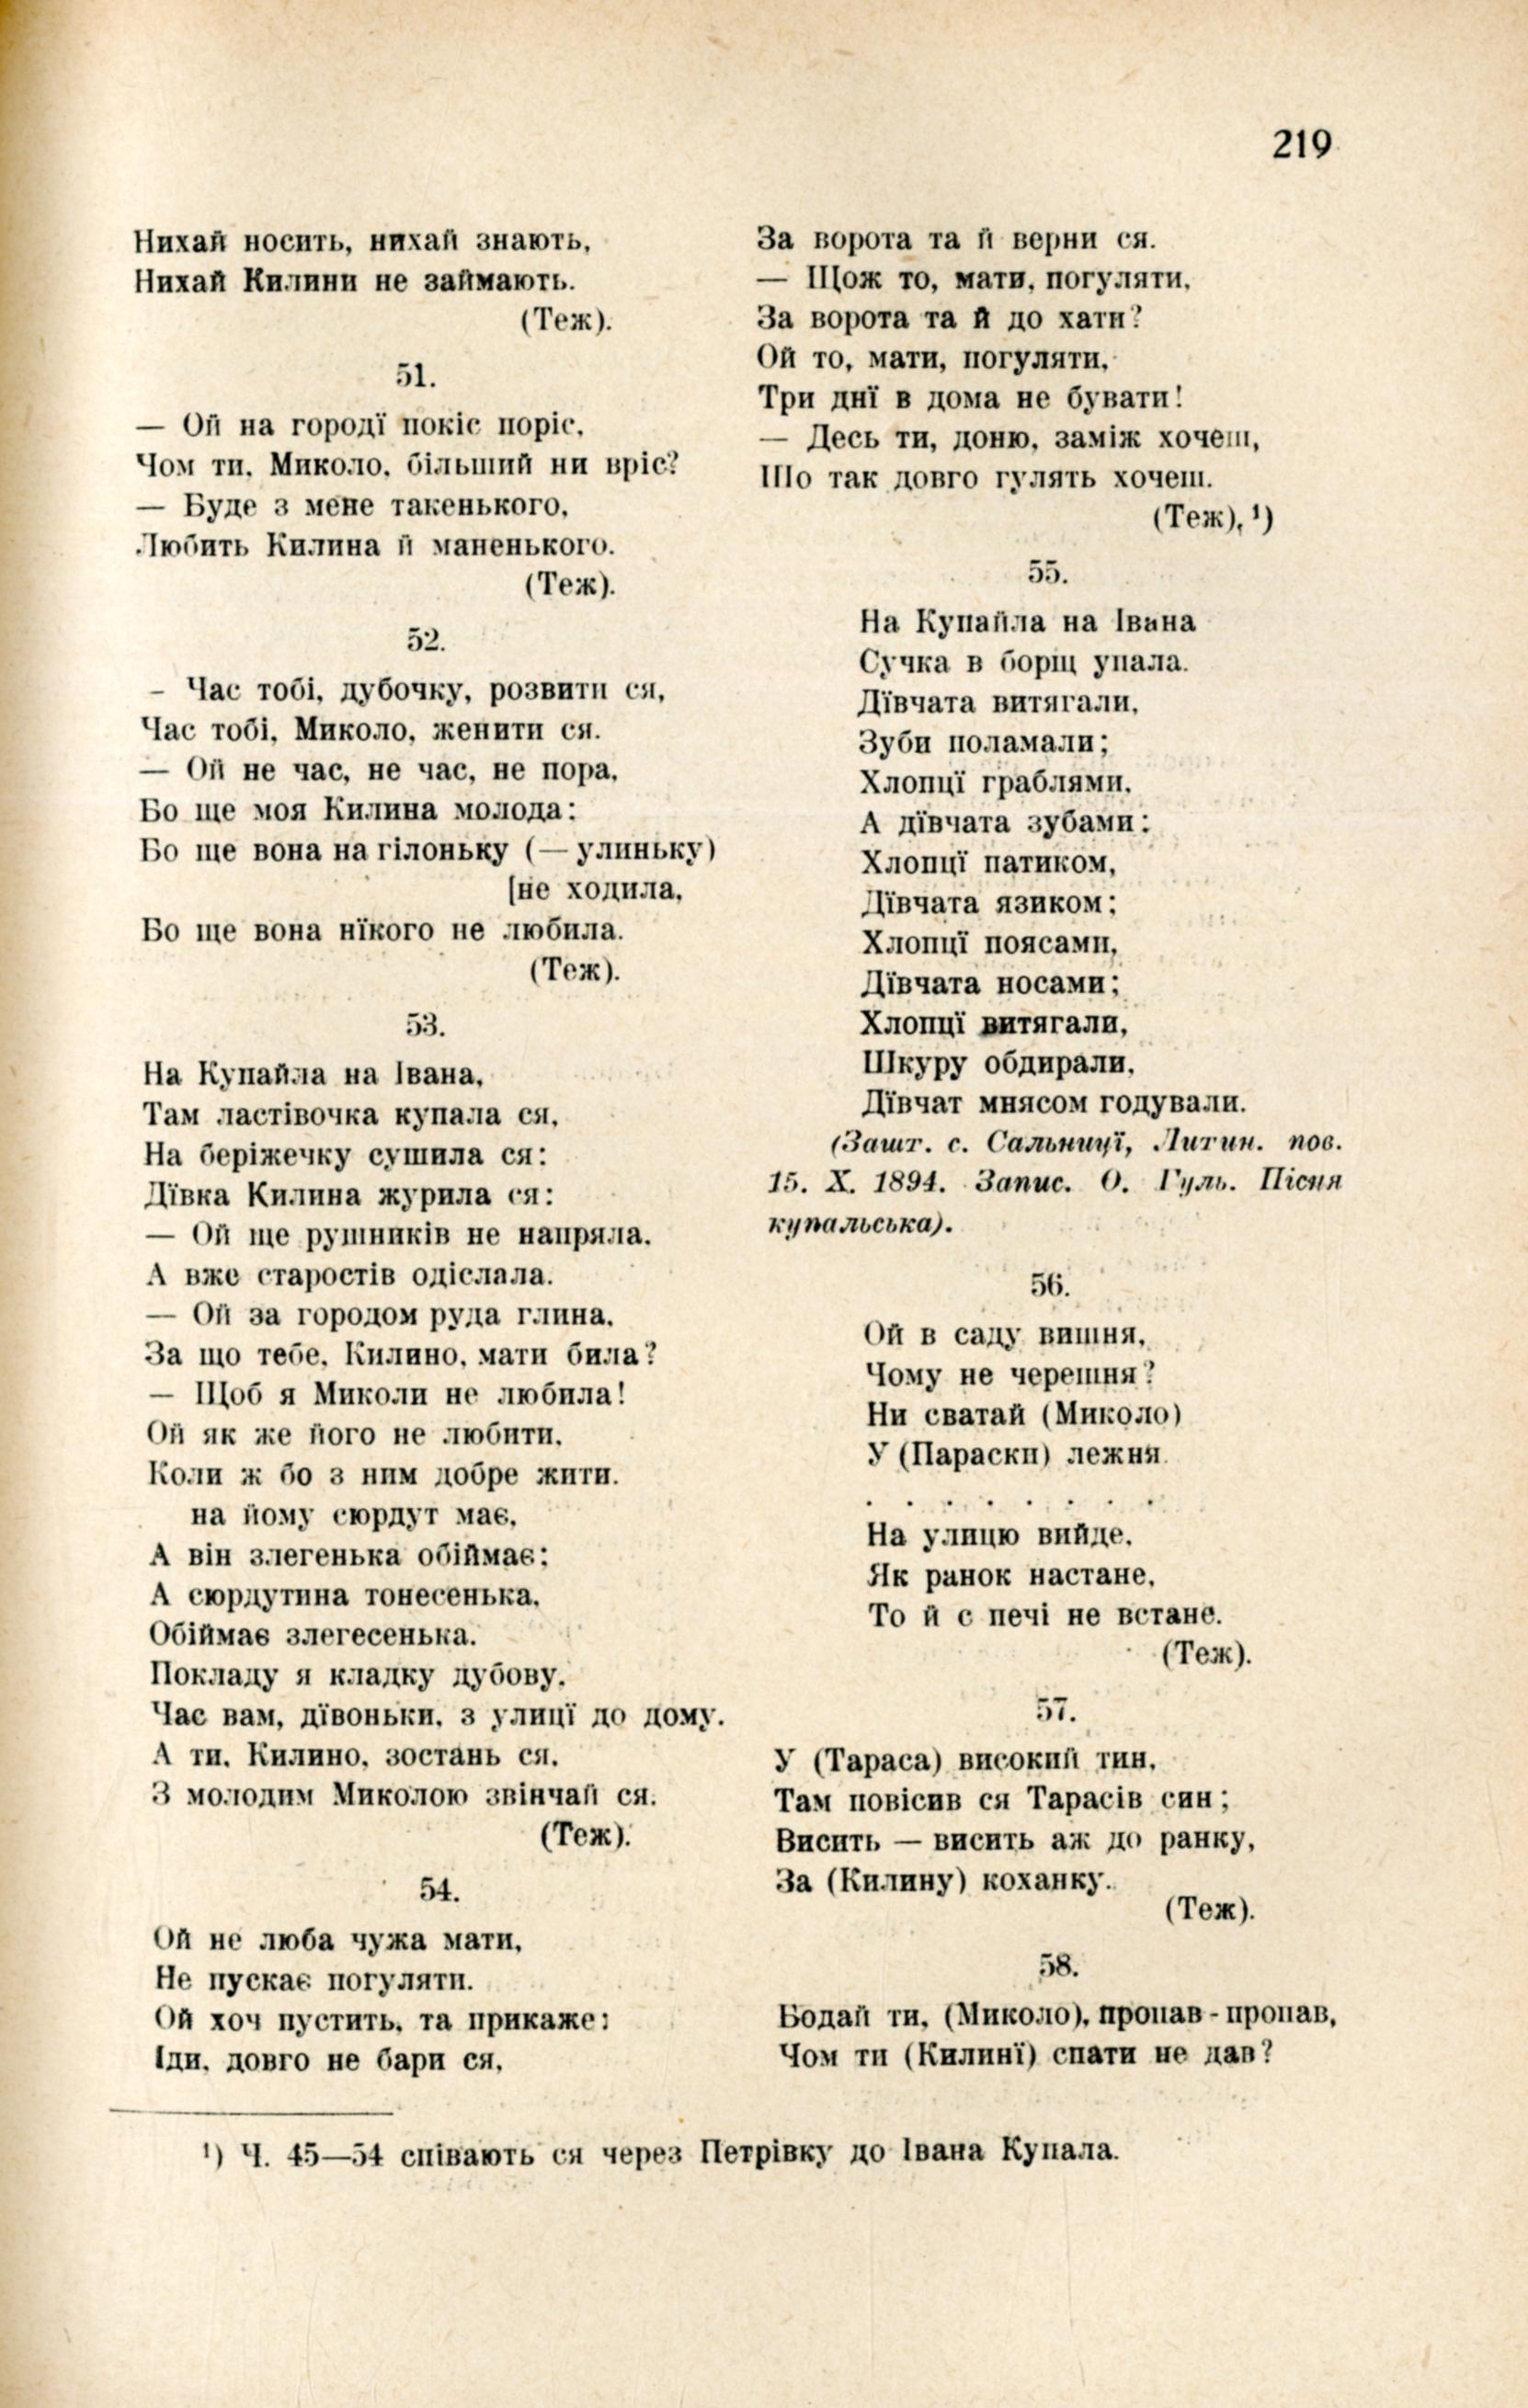 219
Нихай носить, нихай знають,
Нихай Килини не займають.
(Теж).
51.
— Ой на городї покіс поріс,
Чом ти, Миколо, більший ни вріс?
— Буде з мене такенького,
Любить Килина й маненького.
(Теж).
52.
– Час тобі, дубочку, розвити ся,
Час тобі, Миколо, женити ся.
— Ой не час, не час, не пора,
Бо ще моя Килина молода:
Бо ще вона на гілоньку (— улиньку)
(не ходила,
Бо ще вона нїкого не любила.
(Теж).
53.
На Купайла на Івана,
Там ластівочка купала ся,
На беріжечку сушила ся:
Дївка Килина журила ся:
— Ой ще рушників не напряла.
А вже старостів одіслала.
— Ой за городом руда глина.
За що тебе, Килино, мати била?
— Щоб я Миколи не любила!
Ой як же його не любити,
Коли ж бо з ним добре жити.
на йому сюрдут має,
А він злегенька обіймає:
А сюрдутина тонесенька,
Обіймає злегесенька.
Покладу я кладку дубову,
Час вам, дївоньки, з улицї до дому.
А ти, Килино, зостань ся.
З молодим Миколою звінчай ся.
(Теж).
54.
Ой не люба чужа мати,
Не пускає погуляти.
Ой хоч пустить, та прикаже:
Іди, довго не бари ся,
За ворота та й верни ся.
— Щож то, мати, погуляти,
За ворота та й до хати?
Ой то, мати, погуляти,
Три днї в дома не бувати!
— Десь ти, доню, заміж хочеш,
Шо так довго гулять хочеш.
(Теж), ¹)
55.
На Купайла на Івана
Сучка в борщ упала.
Дївчата витягали,
Зуби поламали;
Хлопцї граблями,
А дївчата зубами:
Хлопцї патиком,
Дївчата язиком;
Хлопцї поясами,
Дївчата носами;
Хлопцї витягали,
Шкуру обдирали,
Дївчат мнясом годували.
(Зашт. с. Сальницї, Литин. пов.
15. X. 1894. Запис. О. Гуль. Пісня
купальська).
56.
Ой в саду вишня,
Чому не черешня?
Ни сватай (Миколо)
У (Параски) лежня.
. . . . . . . .
На улицю вийде,
Як ранок настане,
То й с печі не встане.
(Теж).
57.
У (Тараса) високий тин,
Там повісив ся Тарасів син;
Висить — висить аж до ранку,
За (Килину) коханку.
(Теж).
58.
Бодай ти, (Миколо), пропав - пропав,
Чом ти (Килинї) спати не дав?
¹) Ч. 45—54 співають ся через Петрівку до Івана Купала.